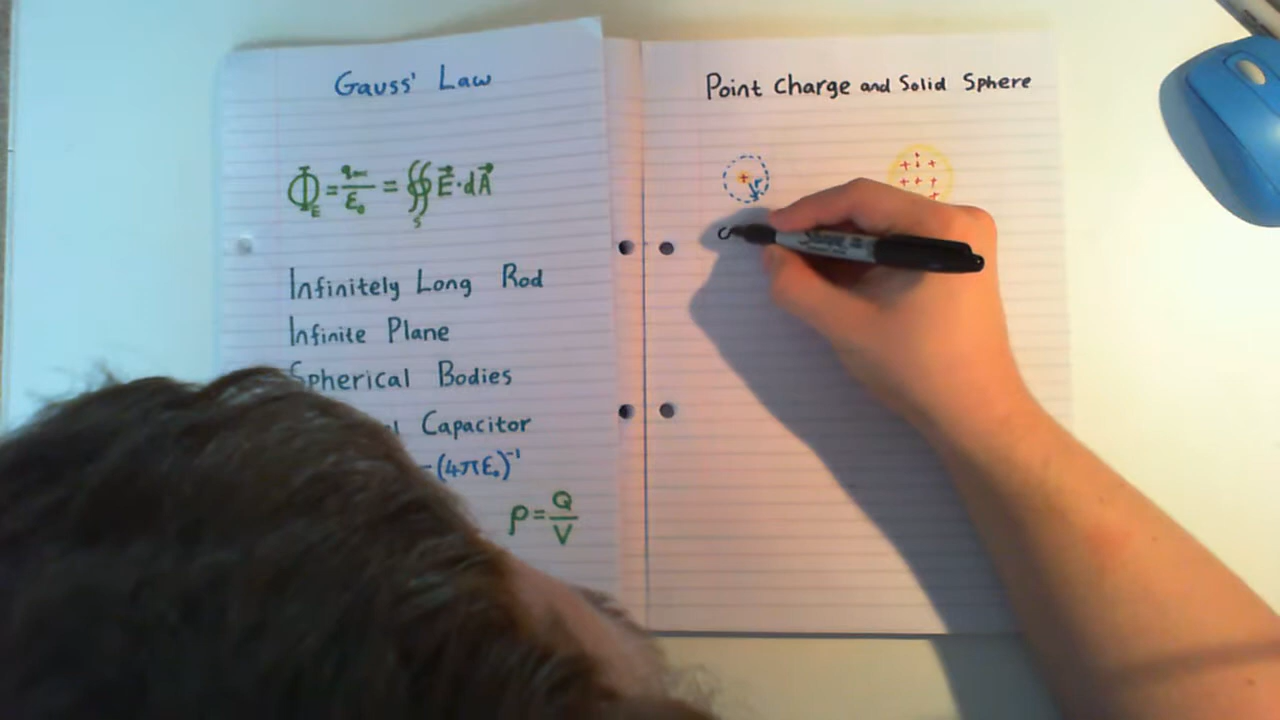 Gauss' Law
Φ_E = q_enc/ε₀ = ∯_S E⃗·dA⃗
Infinitely Long Rod
Infinite Plane
Spherical Bodies
Capacitor
=(4πε₀)⁻¹
ρ = Q/V
Point Charge and Solid Sphere
+ r
+ + +
+ + +
+